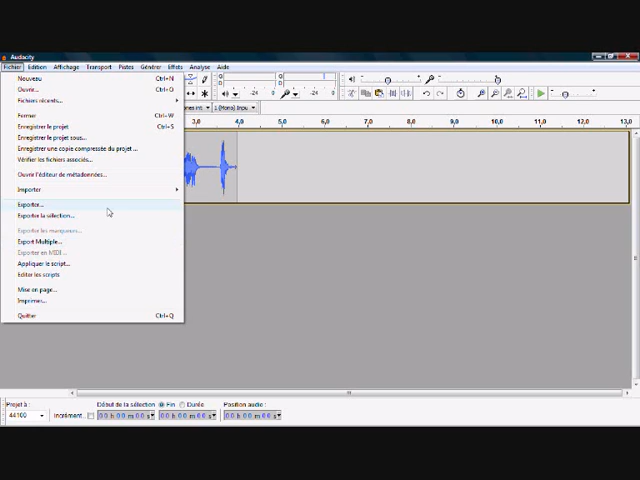 Audacity
Fichier Edition Affichage Transport Pistes Générer Effets Analyse Aide
Nouveau Ctrl+N
Ouvrir... Ctrl+O
Fichiers récents...
Fermer Ctrl+W
Enregistrer le projet Ctrl+S
Enregistrer le projet sous...
Enregistrer une copie compressée du projet ...
Vérifier les fichiers associés...
Ouvrir l'éditeur de métadonnées...
Importer
Exporter...
Exporter la sélection...
Exporter les marqueurs...
Export Multiple...
Exporter en MIDI...
Appliquer le script...
Editer les scripts
Mise en page...
Imprimer...
Quitter Ctrl+Q
-24 0 -24 0
1 (Mono) Inpu
3,0 4,0 5,0 6,0 7,0 8,0 9,0 10,0 11,0 12,0 13,0
Projet à : Début de la sélection Fin Durée Position audio :
44100 Incrément 00 h 00 m 00 s 00 h 00 m 00 s 00 h 00 m 00 s